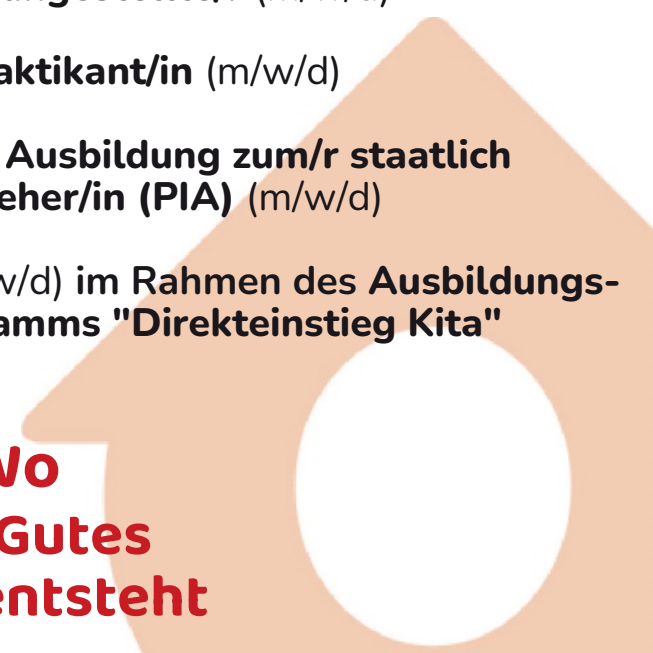 aktikant/in (m/w/d)
Ausbildung zum/r staatlich
eher/in (PIA) (m/w/d)
w/d) im Rahmen des Ausbildungs-
amms "Direkteinstieg Kita"
Wo
Gutes
entsteht